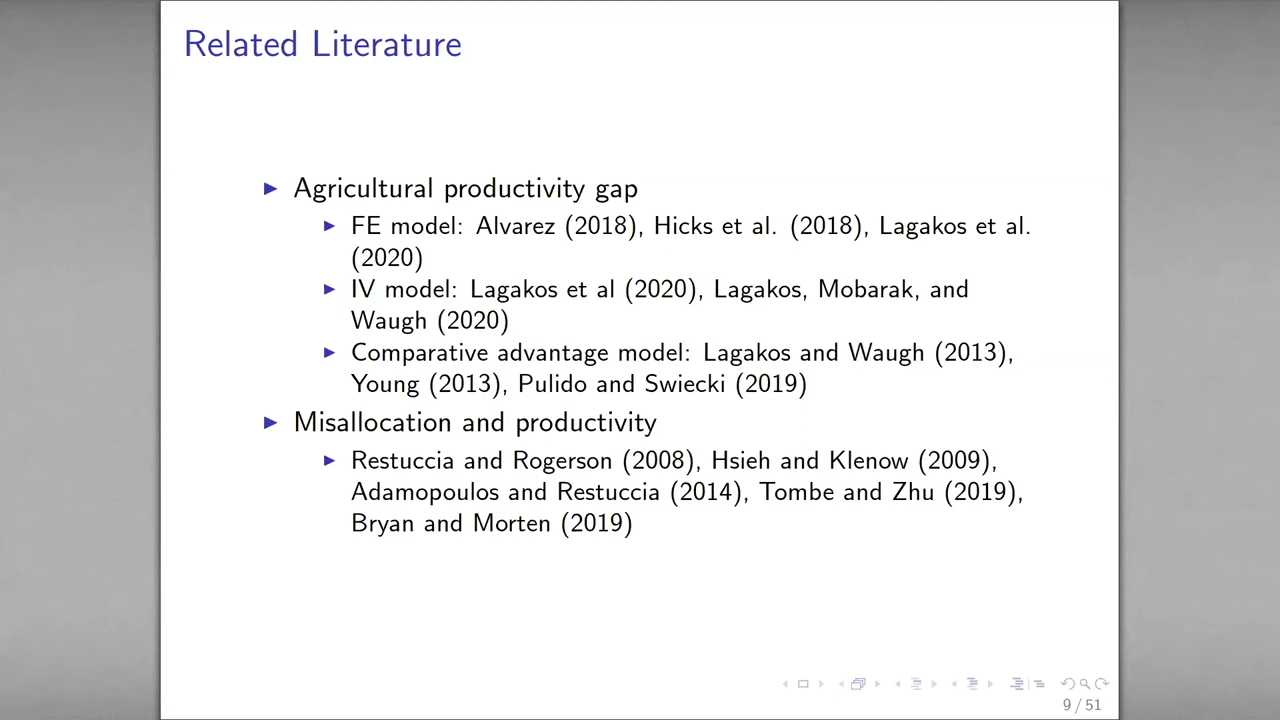 Related Literature
Agricultural productivity gap
FE model: Alvarez (2018), Hicks et al. (2018), Lagakos et al.
(2020)
IV model: Lagakos et al (2020), Lagakos, Mobarak, and
Waugh (2020)
Comparative advantage model: Lagakos and Waugh (2013),
Young (2013), Pulido and Swiecki (2019)
Misallocation and productivity
Restuccia and Rogerson (2008), Hsieh and Klenow (2009),
Adamopoulos and Restuccia (2014), Tombe and Zhu (2019),
Bryan and Morten (2019)
9 / 51